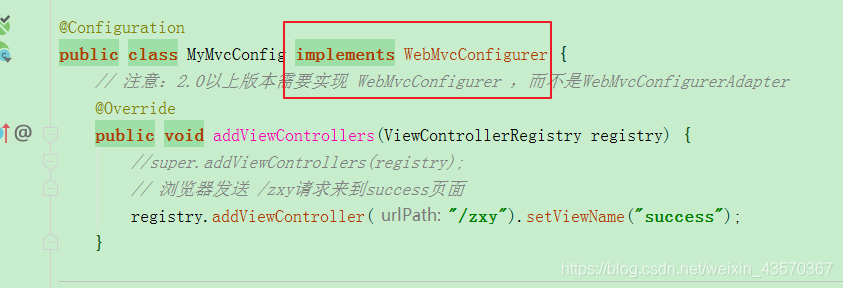 @Configuration
public class MyMvcConfig implements WebMvcConfigurer {
// 注意：2.0以上版本需要实现 WebMvcConfigurer ，而不是WebMvcConfigurerAdapter
@Override
public void addViewControllers(ViewControllerRegistry registry) {
//super.addViewControllers(registry);
// 浏览器发送 /zxy请求来到success页面
registry.addViewController( urlPath: "/zxy").setViewName("success");
}
https://blog.csdn.net/weixin_43570367